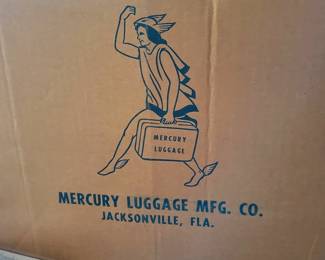 MERCURY
LUGGAGE
MERCURY LUGGAGE MFG. CO.
JACKSONVILLE, FLA.